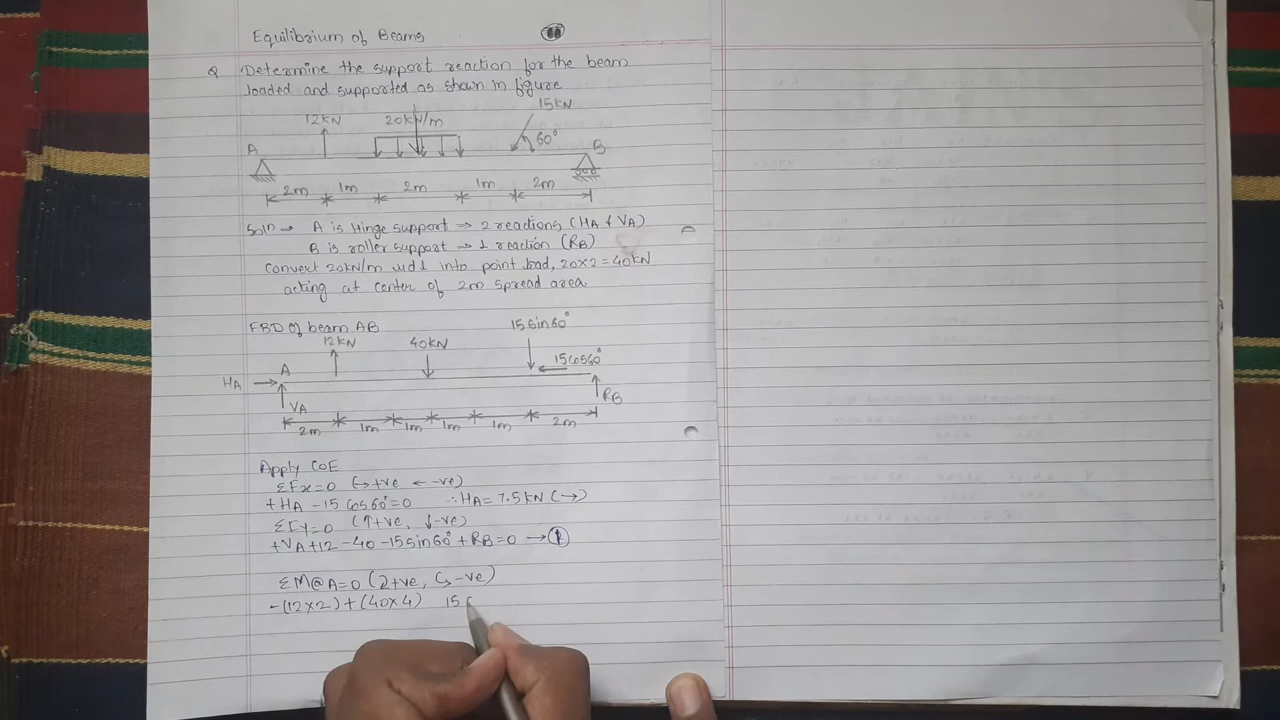 Equilibrium of Beams
Q Determine the support reaction for the beam
loaded and supported as shown in figure
15kN
12kN 20kN/m
60°
A B
2m 1m 2m 1m 2m
Soln → A is Hinge support → 2 reactions (HA & VA)
B is roller support → 1 reaction (RB)
Convert 20kN/m udl into point load, 20×2=40kN
acting at center of 2m spread area
FBD of beam AB
15sin60°
12kN 40kN
15cos60°
A
HA
VA RB
2m 1m 1m 1m 1m 2m
Apply COE
ΣFx=0 (→+ve ←-ve)
+HA -15 cos60°=0 ∴HA=7.5kN (→)
ΣFy=0 (↑+ve, ↓-ve)
+VA+12-40-15sin60°+RB=0 →①
ΣM@A=0 (↻+ve, ↺-ve)
-(12×2)+(40×4) 15